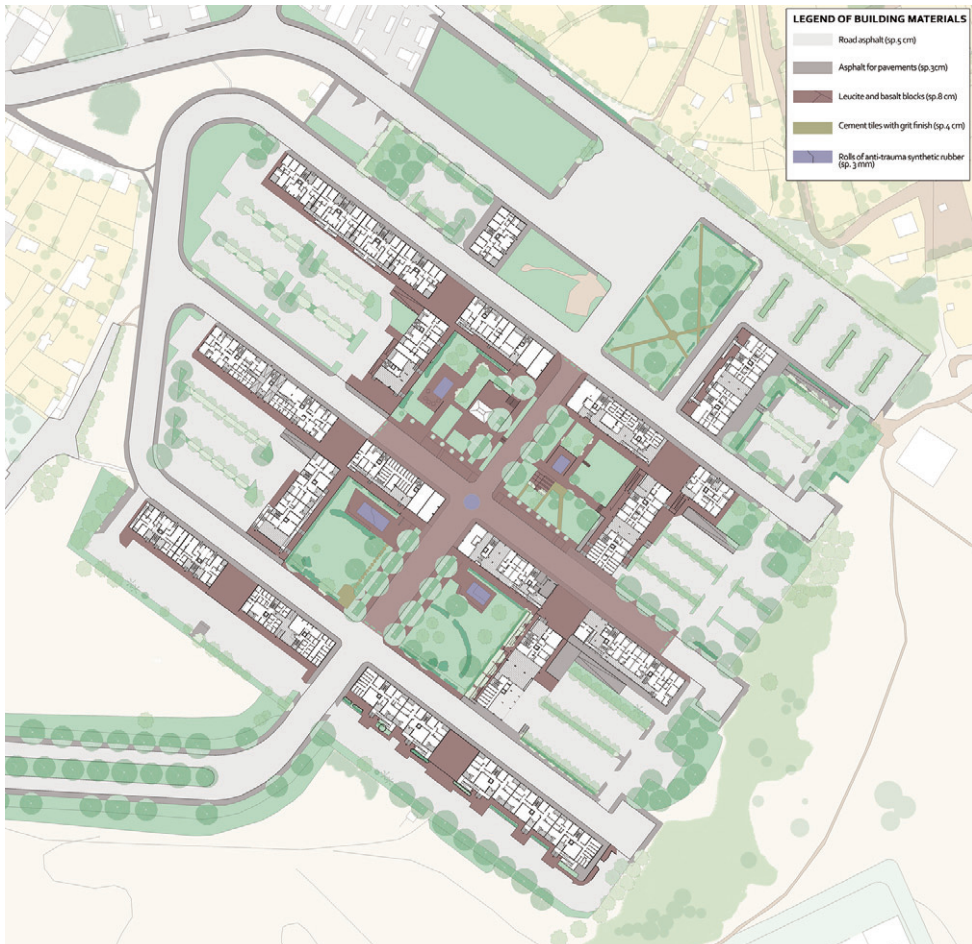 LEGEND OF BUILDING MATERIALS
Road asphalt (sp.5 cm)
Asphalt for pavements (sp.3cm)
Leucite and basalt blocks (sp.8 cm)
Cement tiles with grit finish (sp.4 cm)
Rolls of anti-trauma synthetic rubber
(sp. 3 mm)